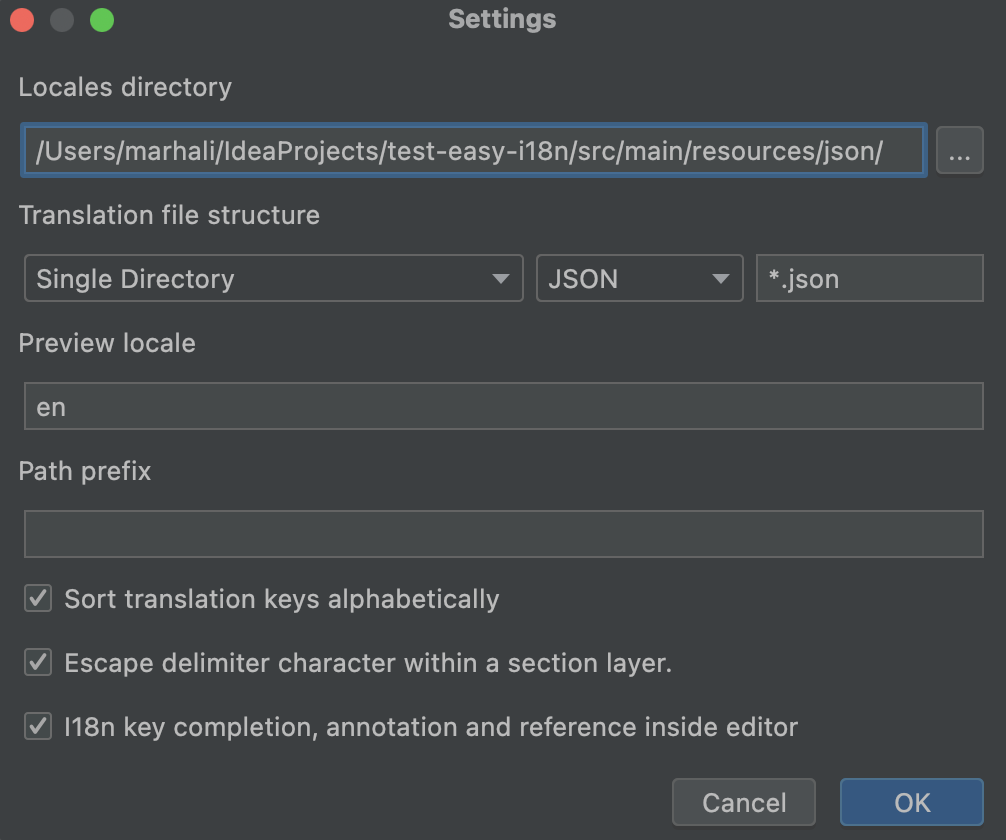 Settings
Locales directory
/Users/marhali/IdeaProjects/test-easy-i18n/src/main/resources/json/ ...
Translation file structure
Single Directory JSON *.json
Preview locale
en
Path prefix
Sort translation keys alphabetically
Escape delimiter character within a section layer.
I18n key completion, annotation and reference inside editor
Cancel OK